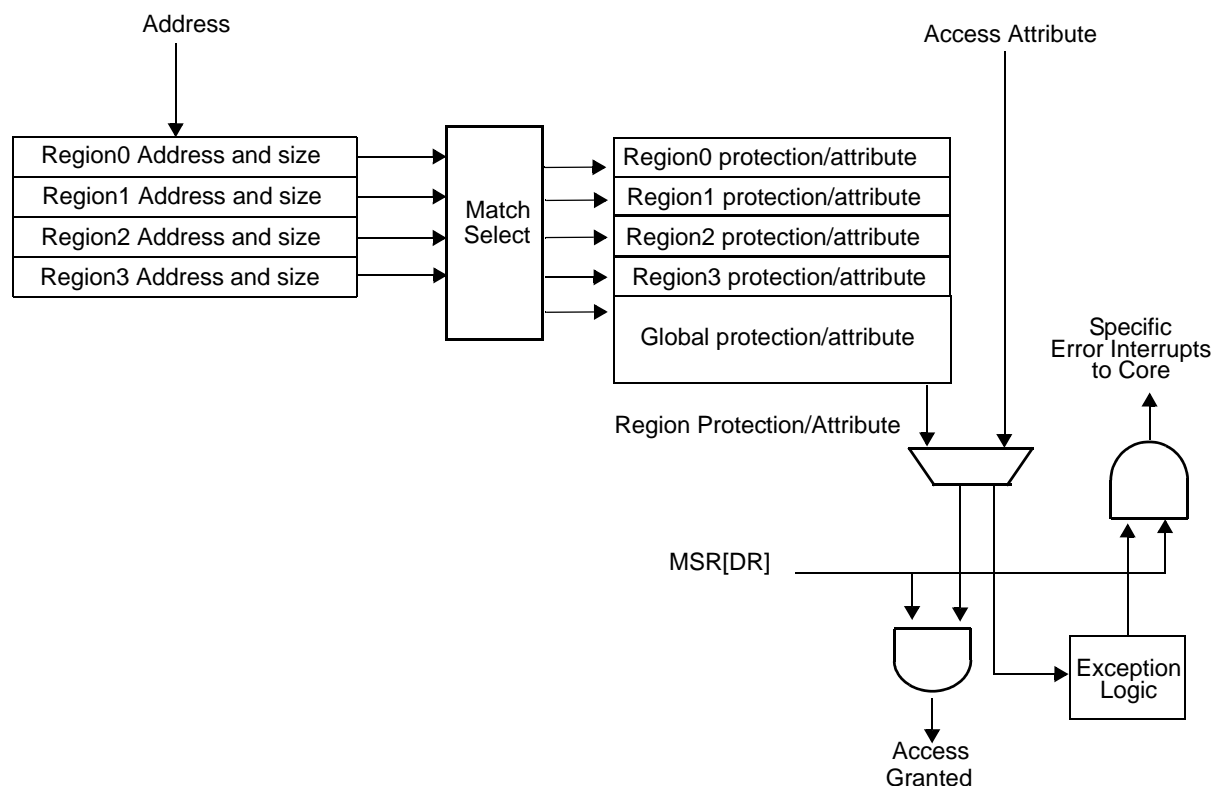 Address
Access Attribute
Region0 Address and size
Region1 Address and size
Region2 Address and size
Region3 Address and size
Match
Select
Region0 protection/attribute
Region1 protection/attribute
Region2 protection/attribute
Region3 protection/attribute
Global protection/attribute
Specific
Error Interrupts
to Core
Region Protection/Attribute
MSR[DR]
Exception
Logic
Access
Granted